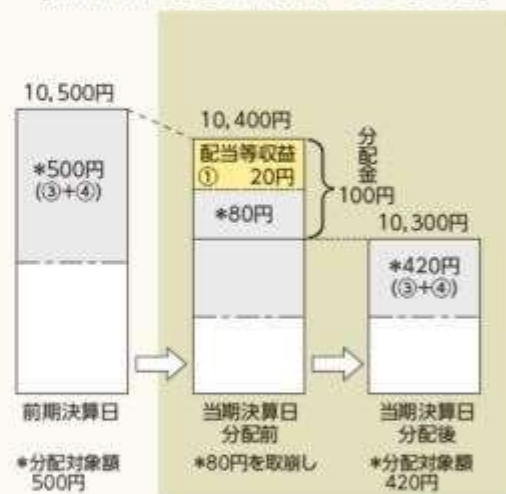 10,500円
*500円
(③+④)
前期決算日
*分配対象額
500円
10,400円
配当等収益
① 20円
*80円
分配金
100円
当期決算日
分配前
*80円を取崩し
10,300円
*420円
(③+④)
当期決算日
分配後
*分配対象額
420円